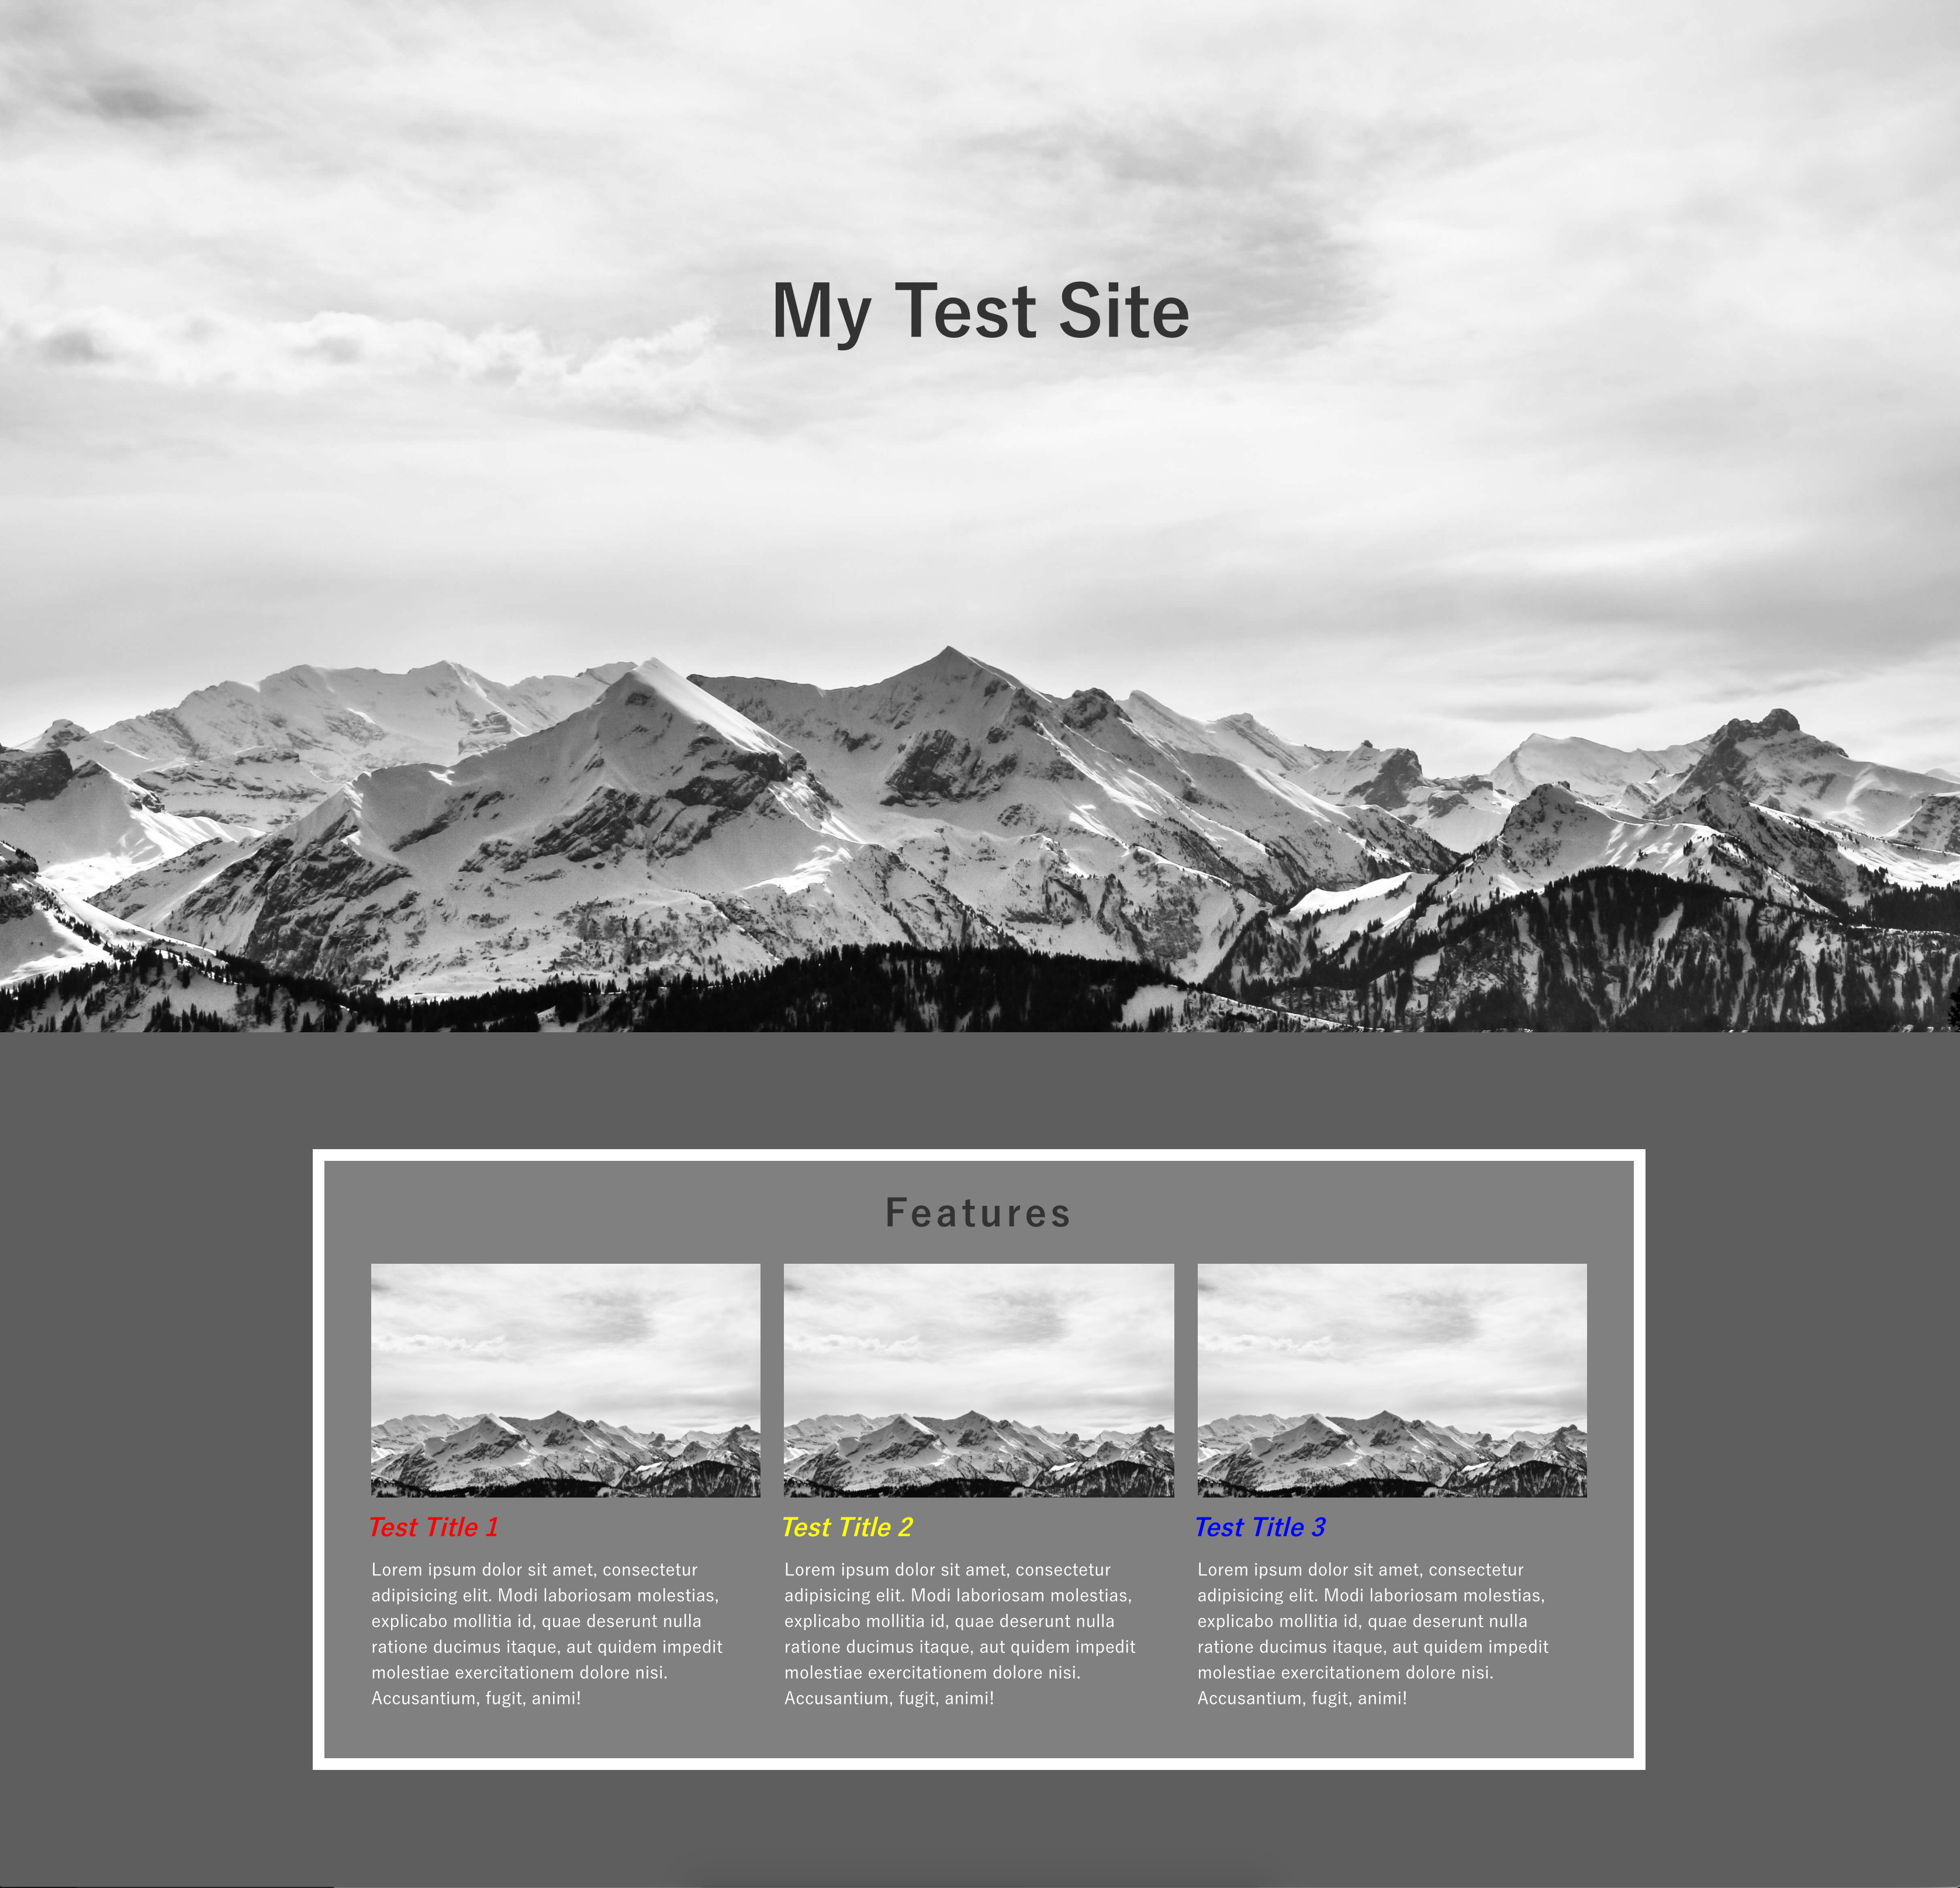 My Test Site
Features
Test Title 1
Lorem ipsum dolor sit amet, consectetur
adipisicing elit. Modi laboriosam molestias,
explicabo mollitia id, quae deserunt nulla
ratione ducimus itaque, aut quidem impedit
molestiae exercitationem dolore nisi.
Accusantium, fugit, animi!
Test Title 2
Lorem ipsum dolor sit amet, consectetur
adipisicing elit. Modi laboriosam molestias,
explicabo mollitia id, quae deserunt nulla
ratione ducimus itaque, aut quidem impedit
molestiae exercitationem dolore nisi.
Accusantium, fugit, animi!
Test Title 3
Lorem ipsum dolor sit amet, consectetur
adipisicing elit. Modi laboriosam molestias,
explicabo mollitia id, quae deserunt nulla
ratione ducimus itaque, aut quidem impedit
molestiae exercitationem dolore nisi.
Accusantium, fugit, animi!